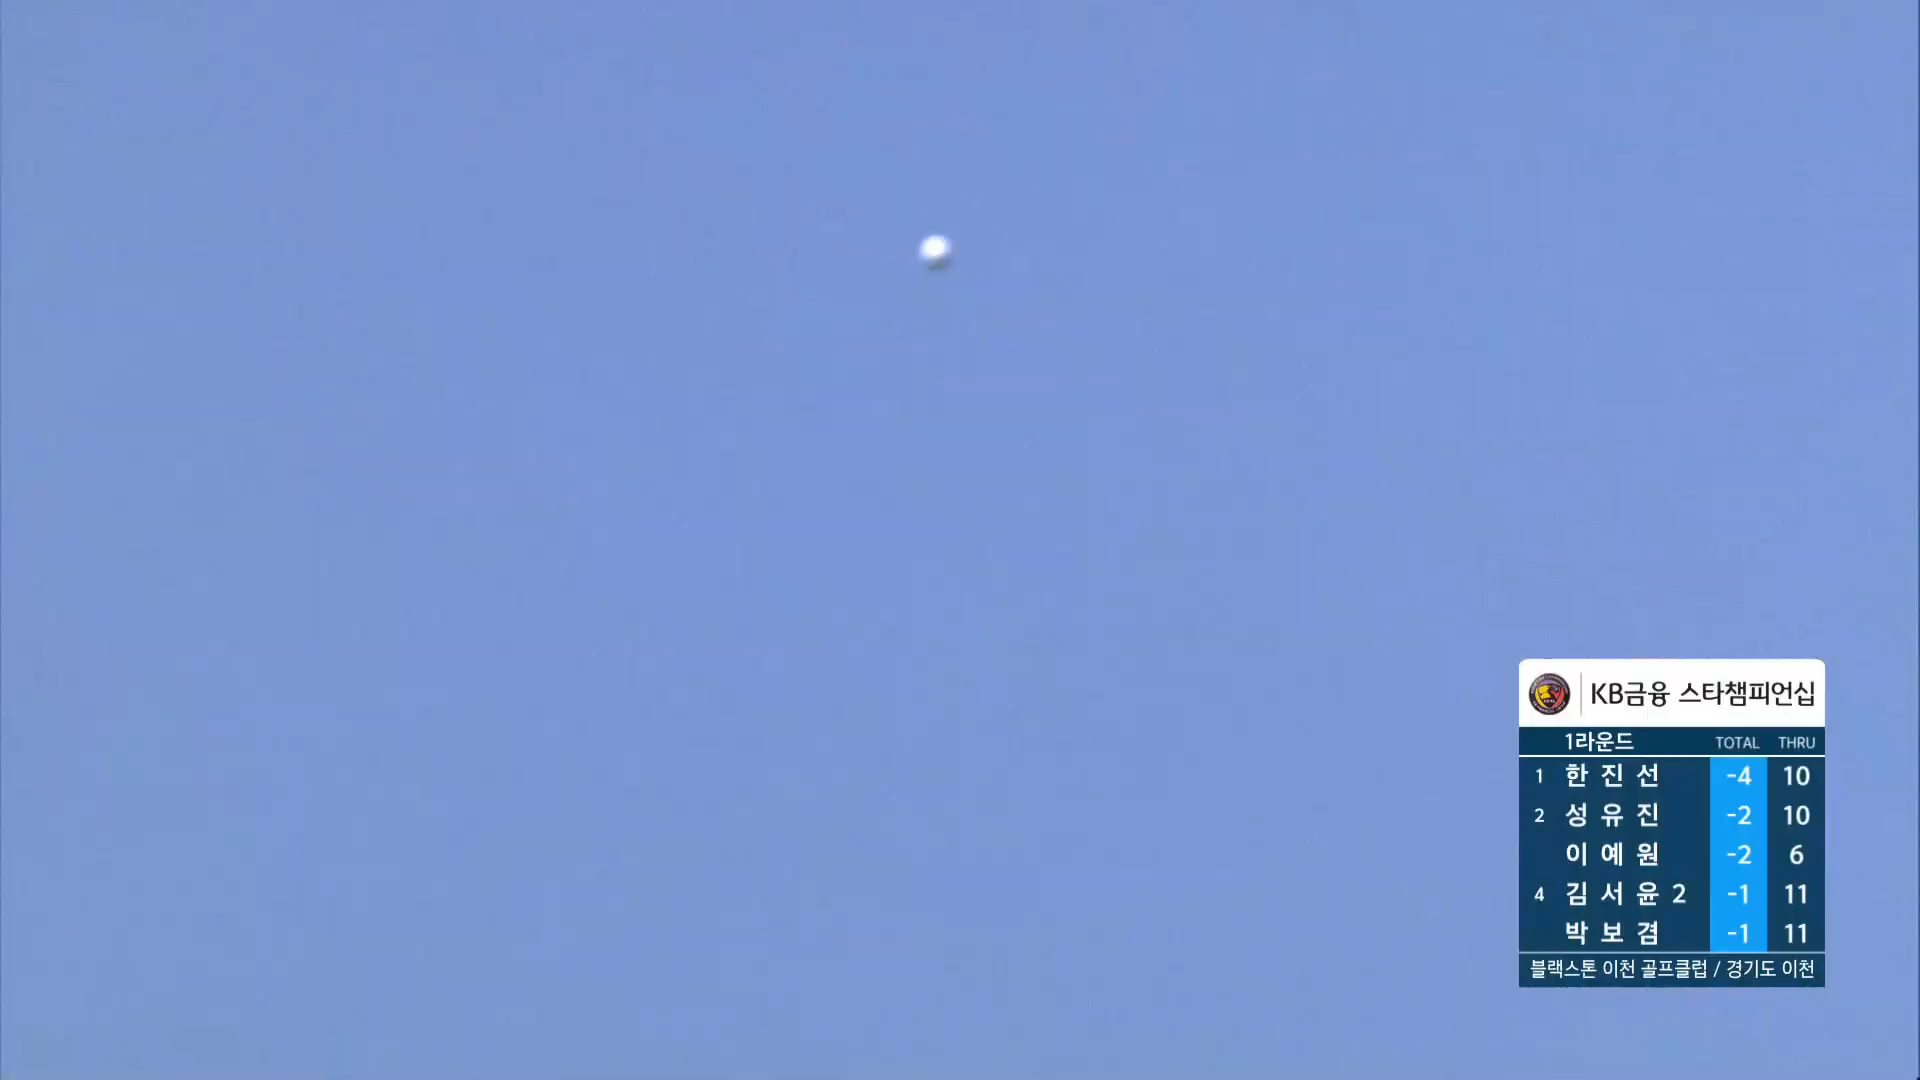 KB금융 스타챔피언십
1라운드 TOTAL THRU
1 한진선 -4 10
2 성유진 -2 10
이예원 -2 6
4 김서윤2 -1 11
박보겸 -1 11
블랙스톤 이천 골프클럽 / 경기도 이천